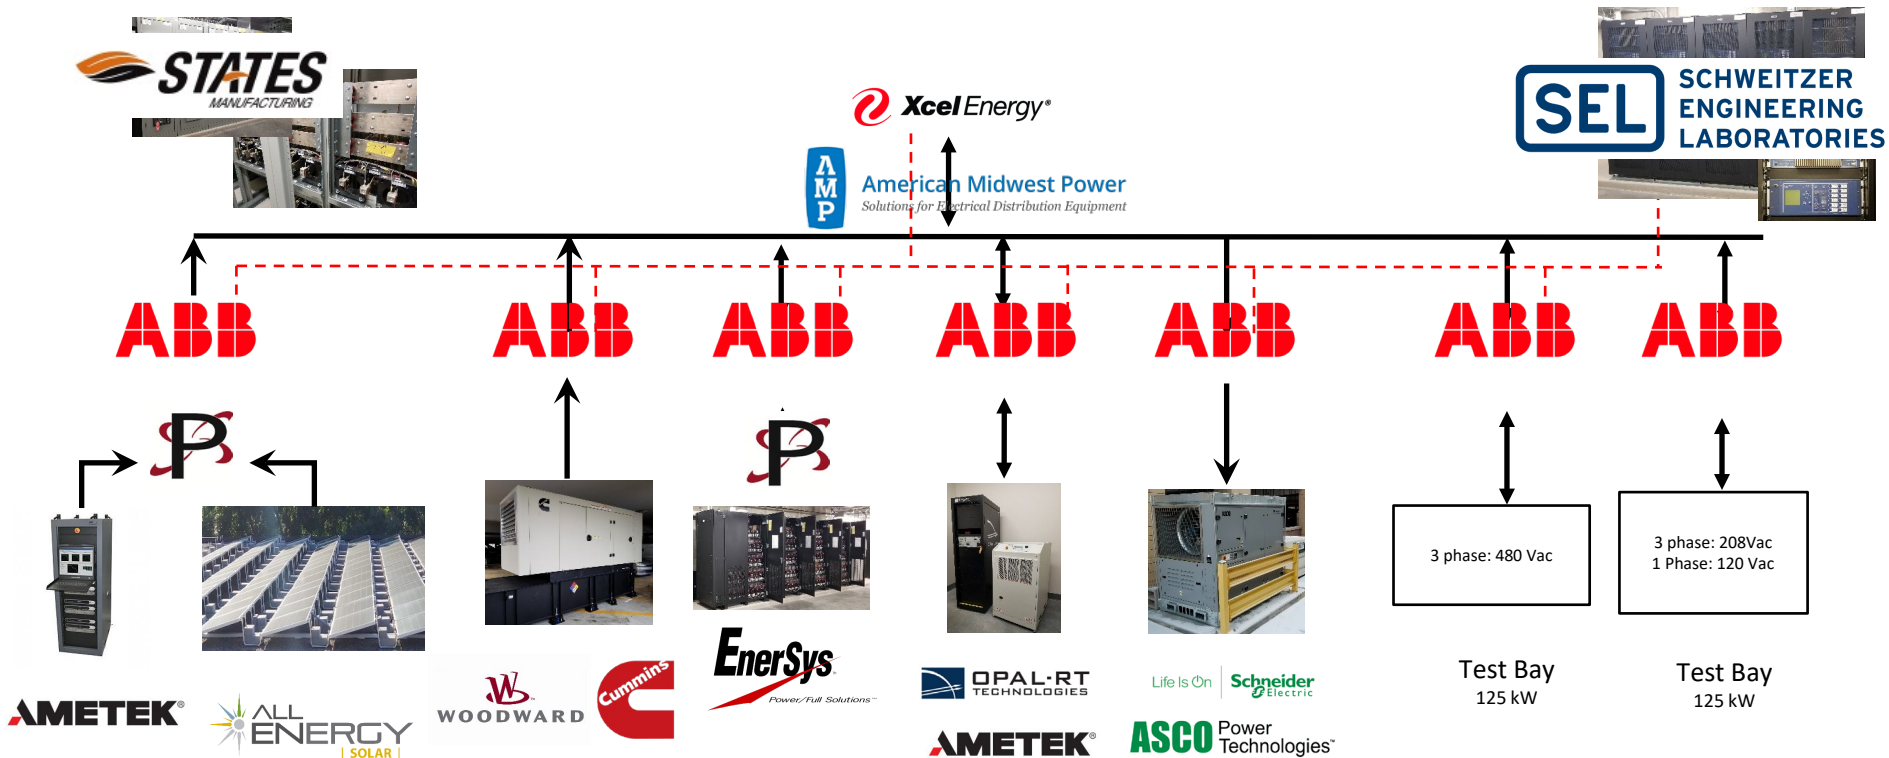 STATES
MANUFACTURING
Xcel Energy®
AMP
American Midwest Power
Solutions for Electrical Distribution Equipment
SEL
SCHWEITZER
ENGINEERING
LABORATORIES
ABB
ABB
ABB
ABB
ABB
ABB
ABB
P
P
3 phase: 480 Vac
3 phase: 208Vac
1 Phase: 120 Vac
Test Bay
125 kW
Test Bay
125 kW
AMETEK®
ALL
ENERGY
| SOLAR |
WOODWARD
Cummins
EnerSys
Power/Full Solutions™
OPAL-RT
TECHNOLOGIES
AMETEK®
Life Is On | Schneider
Electric
ASCO Power
Technologies™